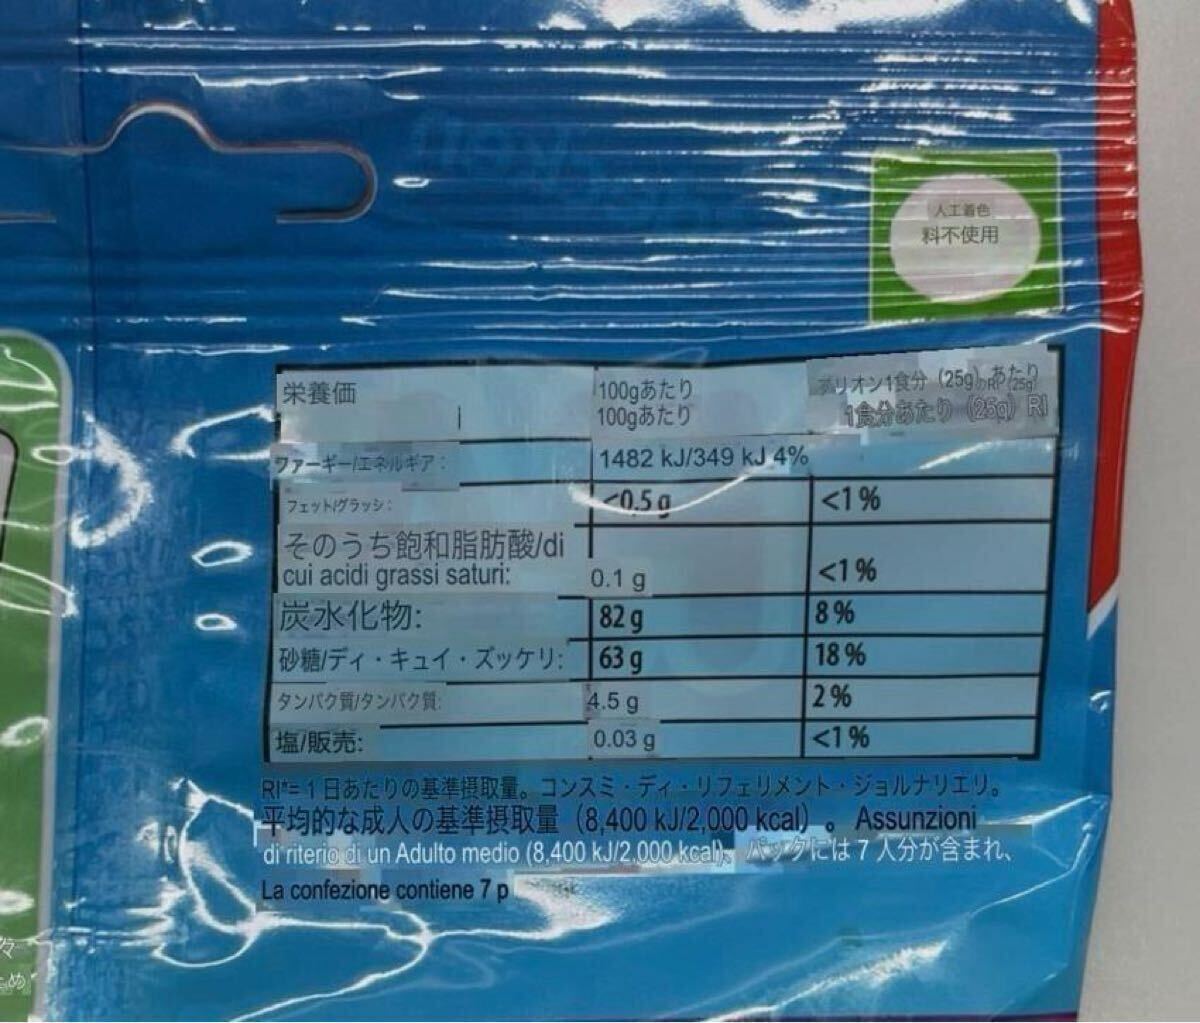 人工着色
料不使用
栄養価
100gあたり
100gあたり
1食分 (25g) あたり
1食分あたり (25g) RI
ファーギー/エネルギア:
1482 kJ/349 kJ 4%
フェット/グラッシ:
<0,5 g
<1%
そのうち飽和脂肪酸/di
cui acidi grassi saturi:
0.1 g
<1%
炭水化物:
82 g
8%
砂糖/ディ・キュイ・ズッケリ:
63 g
18%
タンパク質/タンパク質:
4.5 g
2%
塩/販売:
0.03 g
<1%
RI*= 1 日あたりの基準摂取量。コンスミ・ディ・リフェリメント・ジョルナリエリ。
平均的な成人の基準摂取量 (8,400 kJ/2,000 kcal) 。 Assunzioni
di riterio di un Adulto medio (8,400 kJ/2,000 kcal)、パックには 7 人分が含まれ、
La confezione contiene 7 p